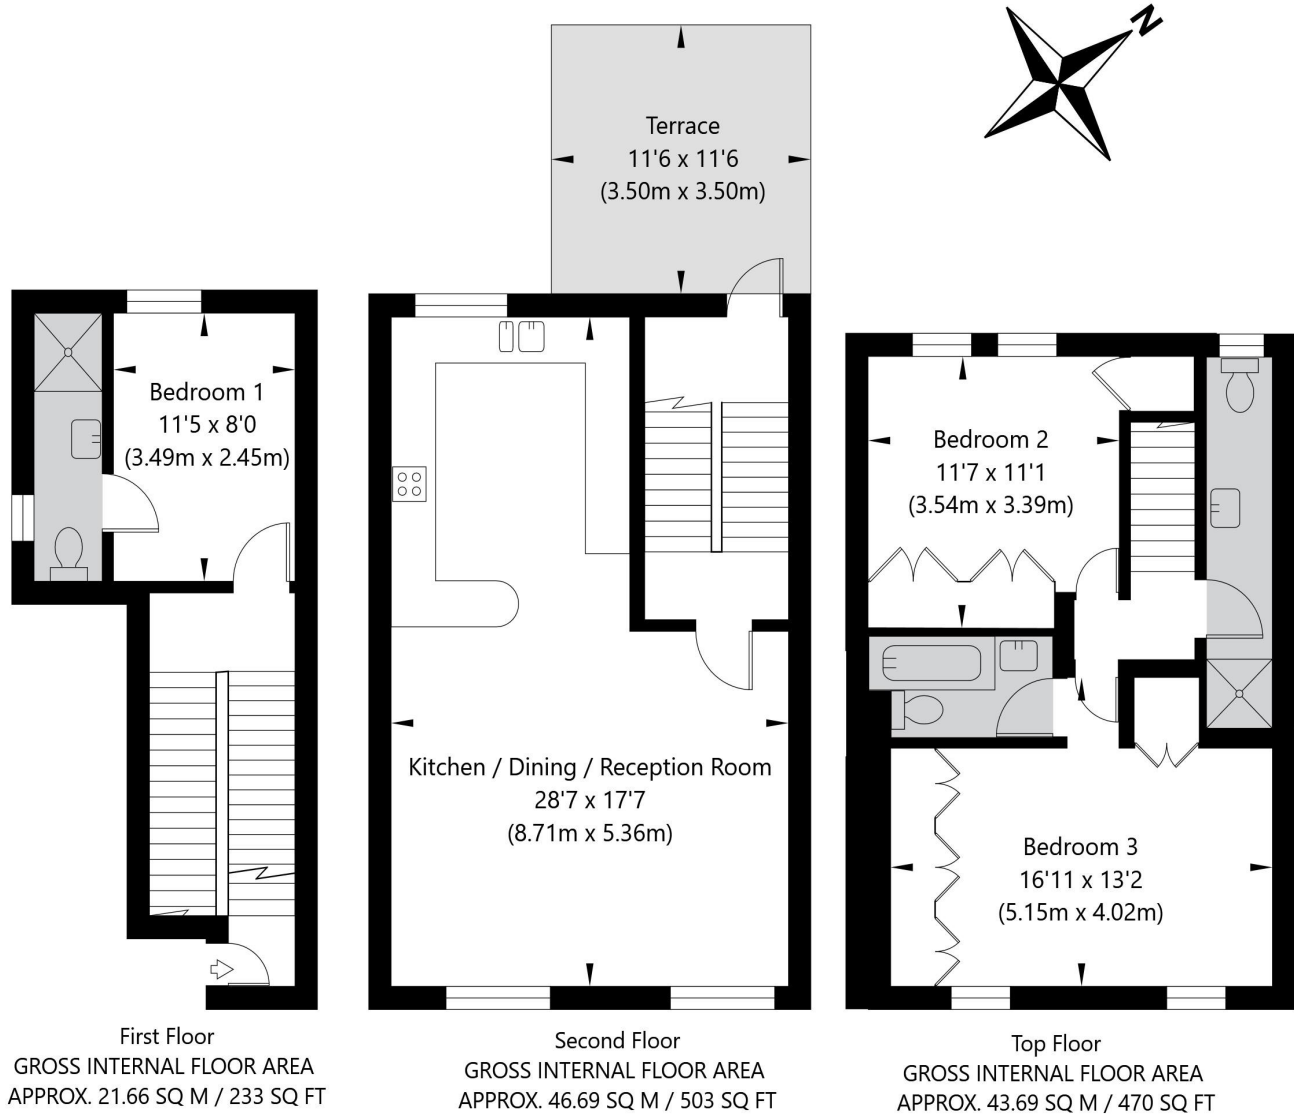 N
Terrace
11'6 x 11'6
(3.50m x 3.50m)
Bedroom 1
11'5 x 8'0
(3.49m x 2.45m)
Bedroom 2
11'7 x 11'1
(3.54m x 3.39m)
Kitchen / Dining / Reception Room
28'7 x 17'7
(8.71m x 5.36m)
Bedroom 3
16'11 x 13'2
(5.15m x 4.02m)
First Floor
GROSS INTERNAL FLOOR AREA
APPROX. 21.66 SQ M / 233 SQ FT
Second Floor
GROSS INTERNAL FLOOR AREA
APPROX. 46.69 SQ M / 503 SQ FT
Top Floor
GROSS INTERNAL FLOOR AREA
APPROX. 43.69 SQ M / 470 SQ FT